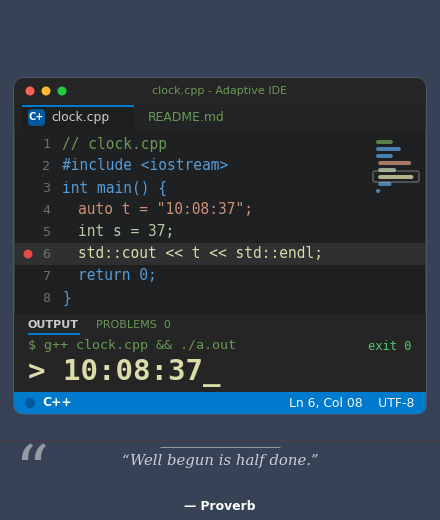 clock.cpp - Adaptive IDE
C+ clock.cpp README.md
1 // clock.cpp
2 #include <iostream>
3 int main() {
4 auto t = "10:08:37";
5 int s = 37;
6 std::cout << t << std::endl;
7 return 0;
8 }
OUTPUT PROBLEMS 0
$ g++ clock.cpp && ./a.out exit 0
> 10:08:37_
C++ Ln 6, Col 08 UTF-8
“Well begun is half done.”
— Proverb